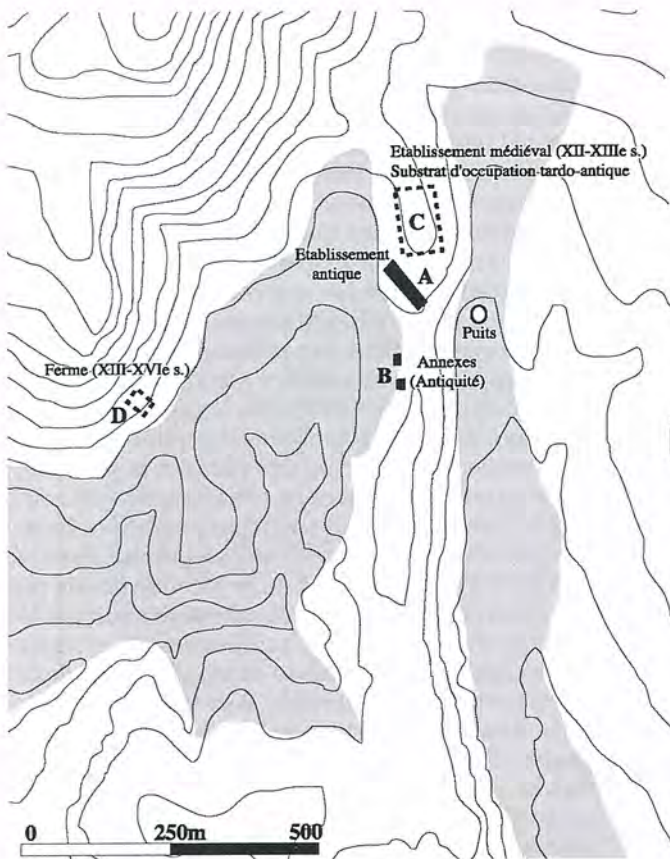 Etablissement médiéval (XII-XIIIe s.)
Substrat d'occupation-tardo-antique
C
Etablissement
antique
A
Puits
Ferme (XIII-XVIe s.)
B
Annexes
(Antiquité)
D
0 250m 500